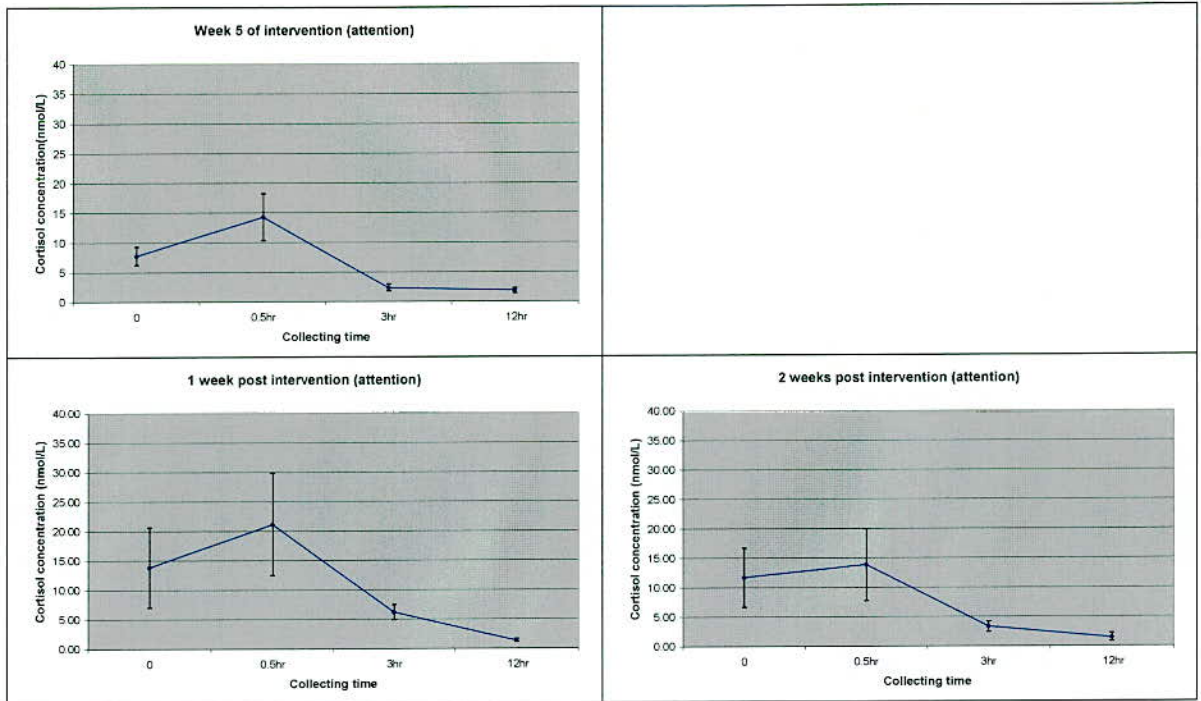 Week 5 of intervention (attention)
Cortisol concentration(nmol/L)
40
35
30
25
20
15
10
5
0
0 0.5hr 3hr 12hr
Collecting time
1 week post intervention (attention)
Cortisol concentration (nmol/L)
40.00
35.00
30.00
25.00
20.00
15.00
10.00
5.00
0.00
0 0.5hr 3hr 12hr
Collecting time
2 weeks post intervention (attention)
Cortisol concentration (nmol/L)
40.00
35.00
30.00
25.00
20.00
15.00
10.00
5.00
0.00
0 0.5hr 3hr 12hr
Collecting time